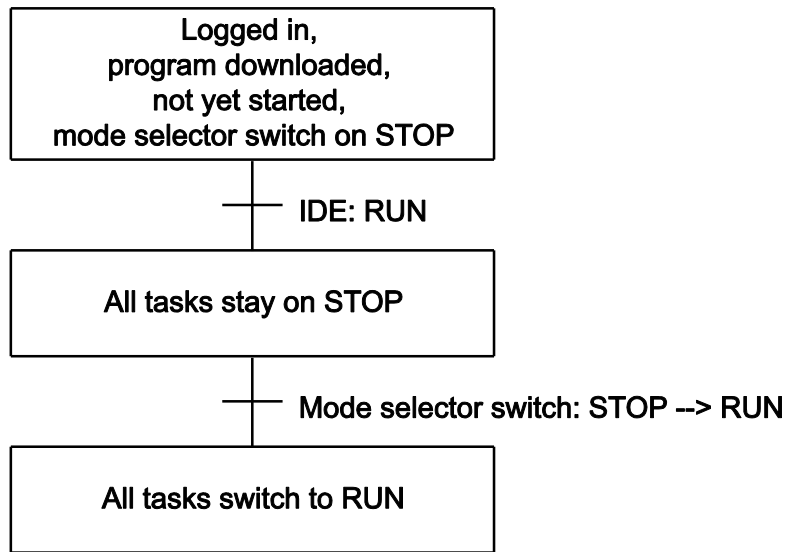 Logged in,
program downloaded,
not yet started,
mode selector switch on STOP
IDE: RUN
All tasks stay on STOP
Mode selector switch: STOP --> RUN
All tasks switch to RUN